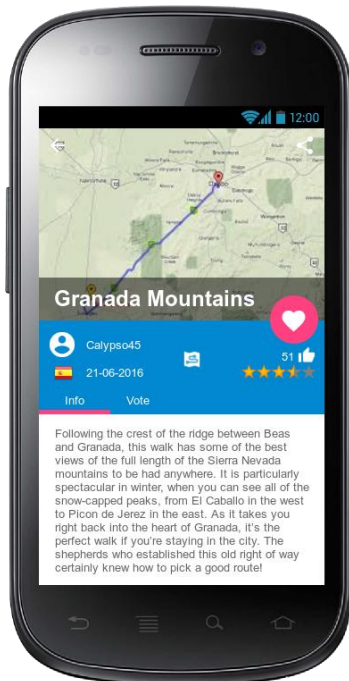 12:00
Granada Mountains
Calypso45
51
21-06-2016
Info
Vote
Following the crest of the ridge between Beas
and Granada, this walk has some of the best
views of the full length of the Sierra Nevada
mountains to be had anywhere. It is particularly
spectacular in winter, when you can see all of the
snow-capped peaks, from El Caballo in the west
to Picon de Jerez in the east. As it takes you
right back into the heart of Granada, it's the
perfect walk if you're staying in the city. The
shepherds who established this old right of way
certainly knew how to pick a good route!